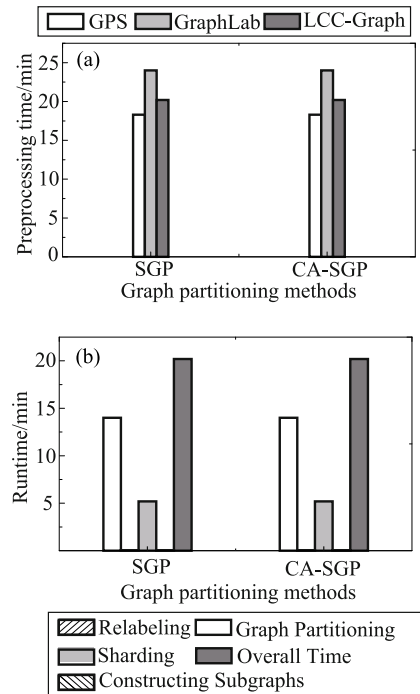 GPS GraphLab LCC-Graph
(a)
25
20
15
10
5
0
Preprocessing time/min
SGP CA-SGP
Graph partitioning methods
(b)
20
15
10
5
Runtime/min
SGP CA-SGP
Graph partitioning methods
Relabeling Graph Partitioning
Sharding Overall Time
Constructing Subgraphs